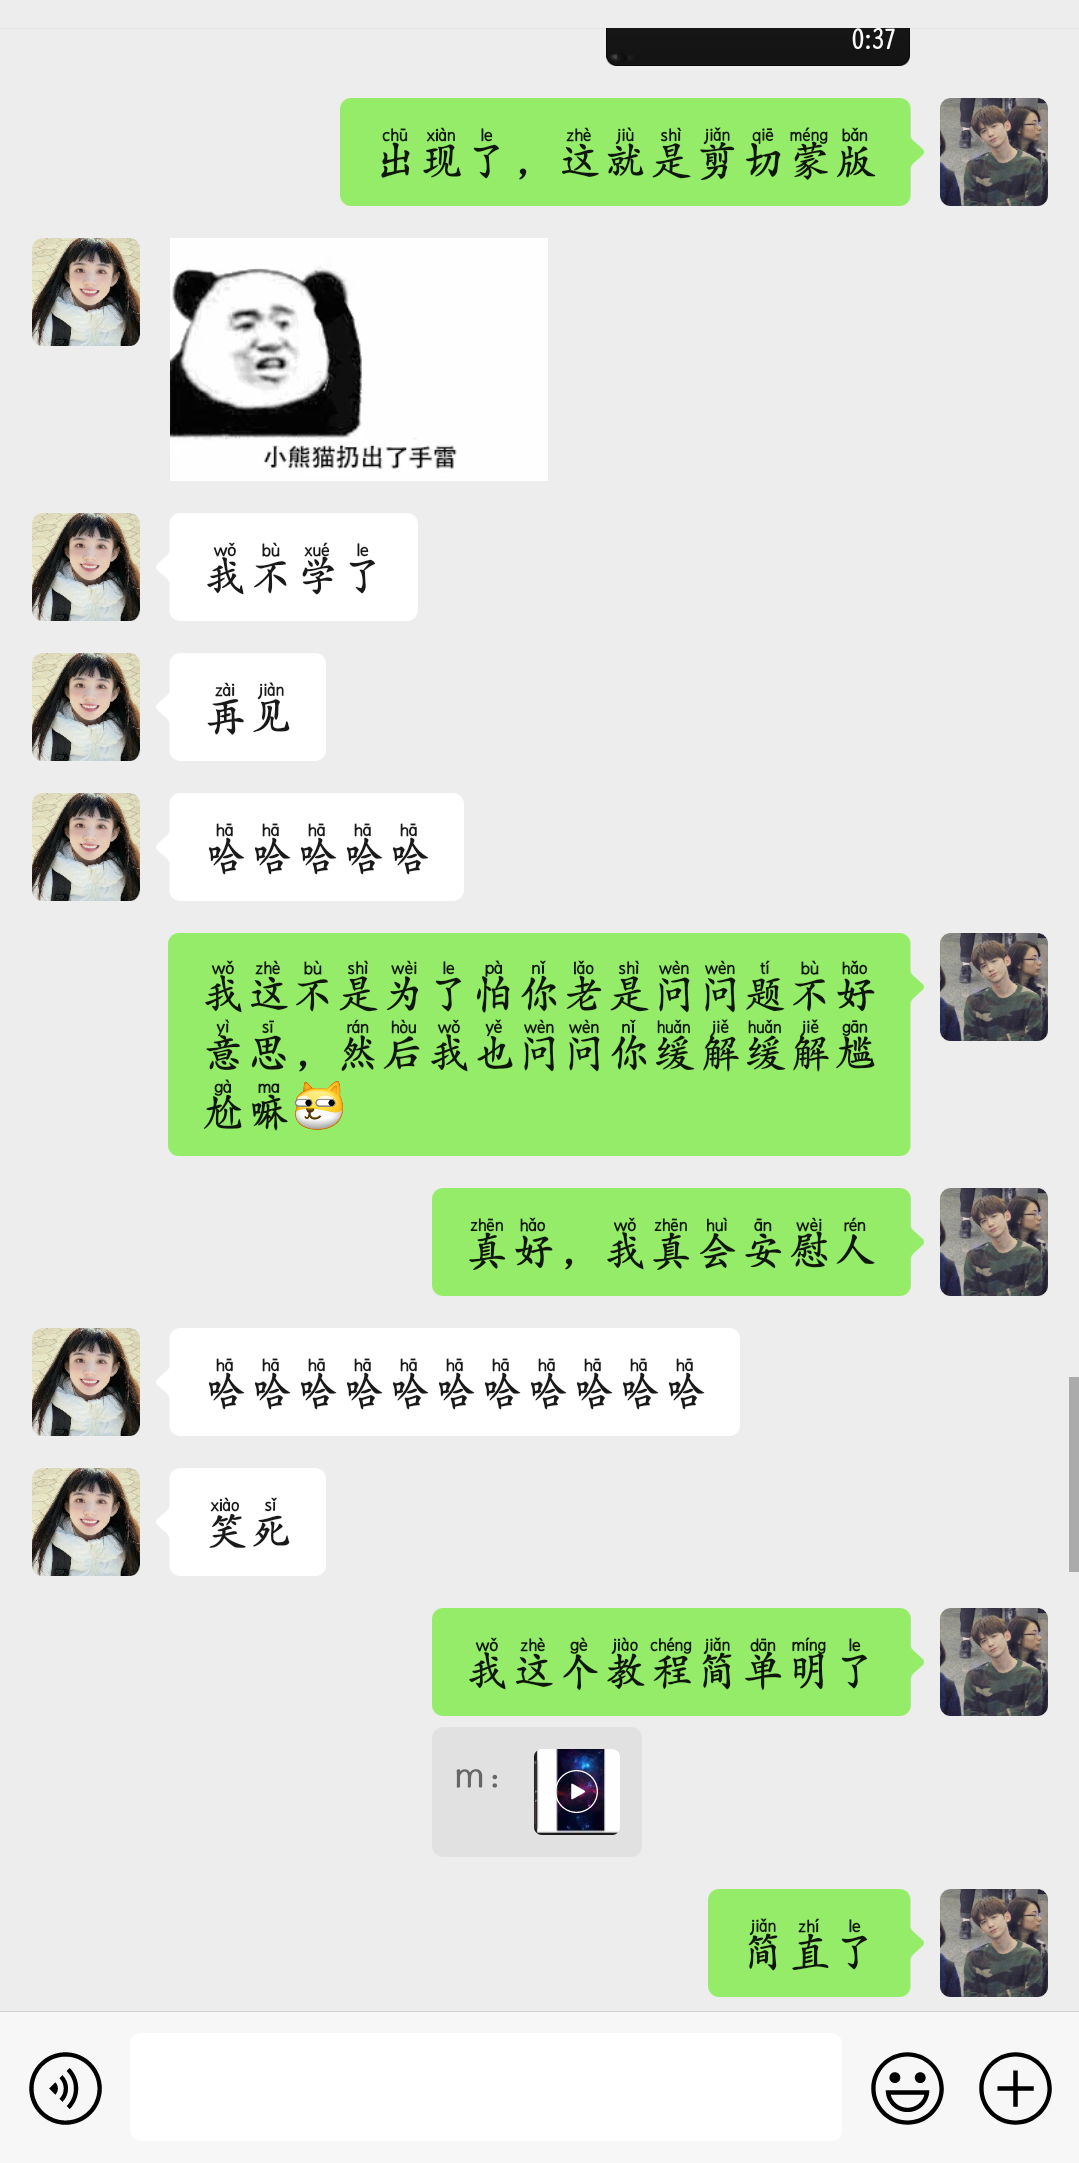 0:37
chū xiàn le zhè jiù shì jiǎn qiē méng bǎn
出现了，这就是剪切蒙版
小熊猫扔出了手雷
wǒ bù xué le
我不学了
zài jiàn
再见
hā hā hā hā hā
哈哈哈哈哈
wǒ zhè bù shì wèi le pà nǐ lǎo shì wèn wèn tí bù hǎo
我这不是为了怕你老是问问题不好
yì sī rán hòu wǒ yě wèn wèn nǐ huǎn jiě huǎn jiě gān
意思，然后我也问问你缓解缓解尴
gà ma
尬嘛
zhēn hǎo wǒ zhēn huì ān wèi rén
真好，我真会安慰人
hā hā hā hā hā hā hā hā hā hā hā
哈哈哈哈哈哈哈哈哈哈哈
xiào sǐ
笑死
wǒ zhè gè jiào chéng jiǎn dān míng le
我这个教程简单明了
m：
jiǎn zhí le
简直了